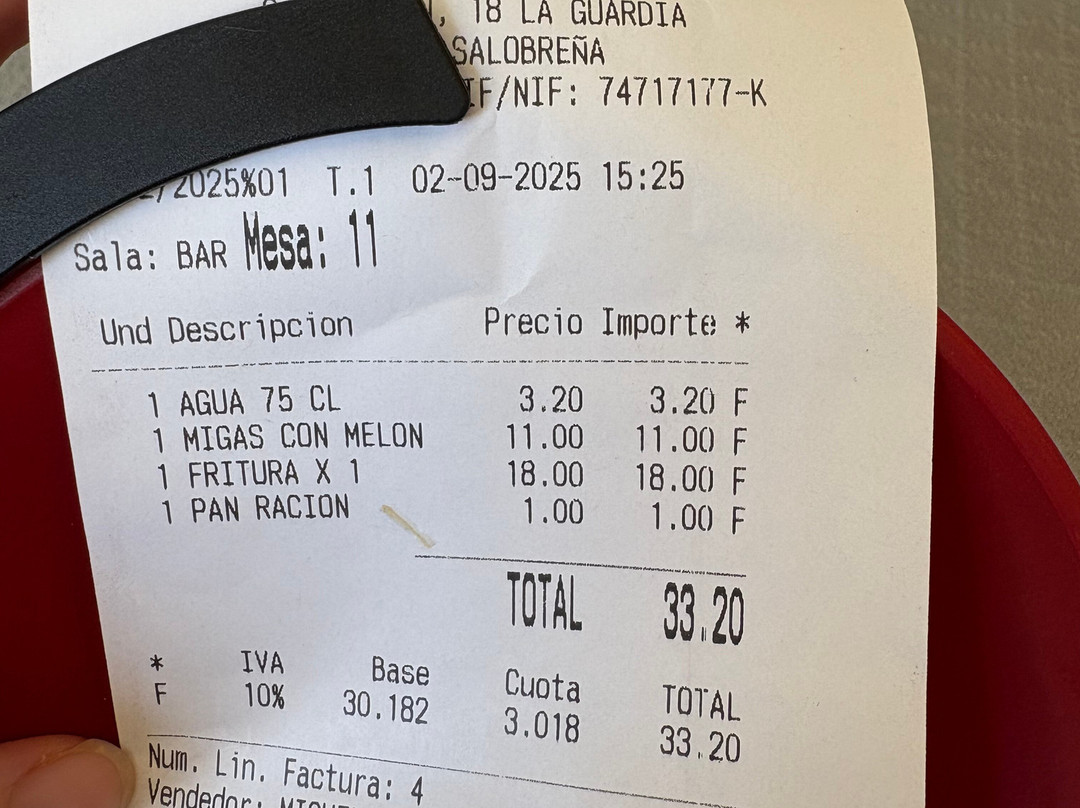 , 18 LA GUARDIA
SALOBREÑA
IF/NIF: 74717177-K
/2025%01 T.1 02-09-2025 15:25
Sala: BAR Mesa: 11
Und Descripcion Precio Importe *
1 AGUA 75 CL 3.20 3.20 F
1 MIGAS CON MELON 11.00 11.00 F
1 FRITURA X 1 18.00 18.00 F
1 PAN RACION 1.00 1.00 F
TOTAL 33.20
* IVA Base Cuota TOTAL
F 10% 30.182 3.018 33.20
Num. Lin. Factura: 4
Vendedor: